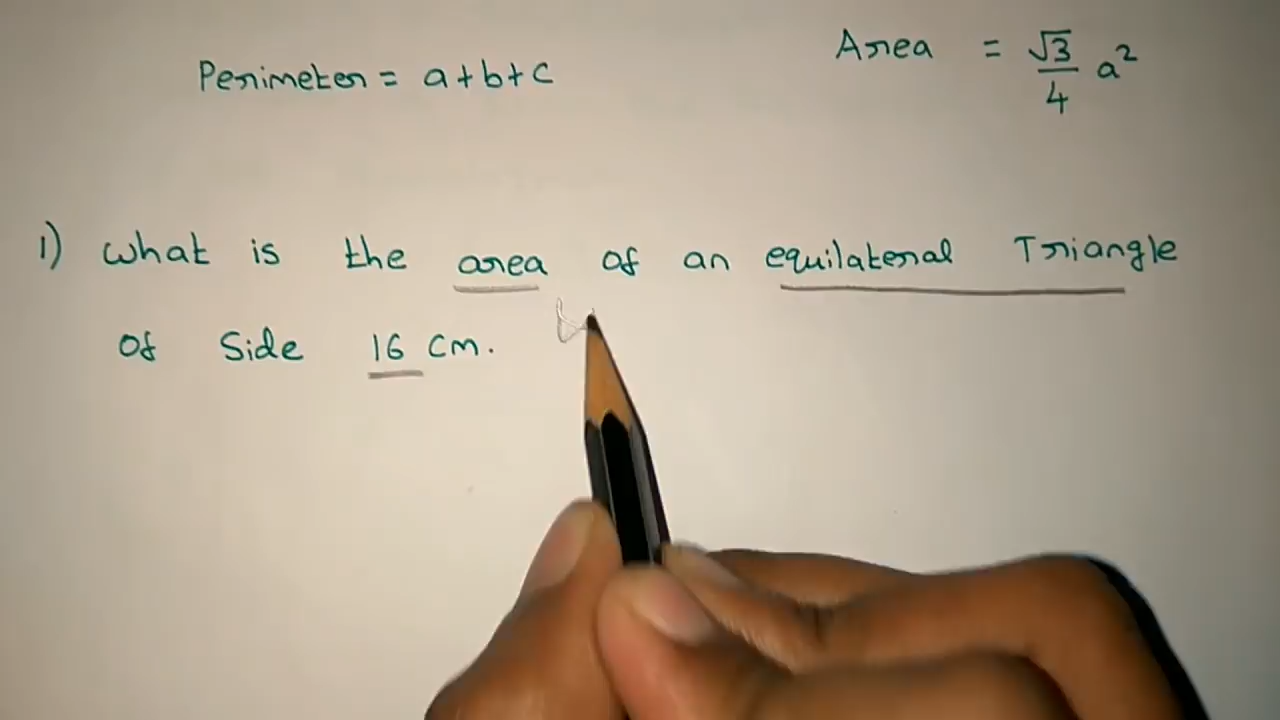 Perimeter = a+b+c
Area = √3/4 a²
1) What is the area of an equilateral Triangle
of Side 16 cm.